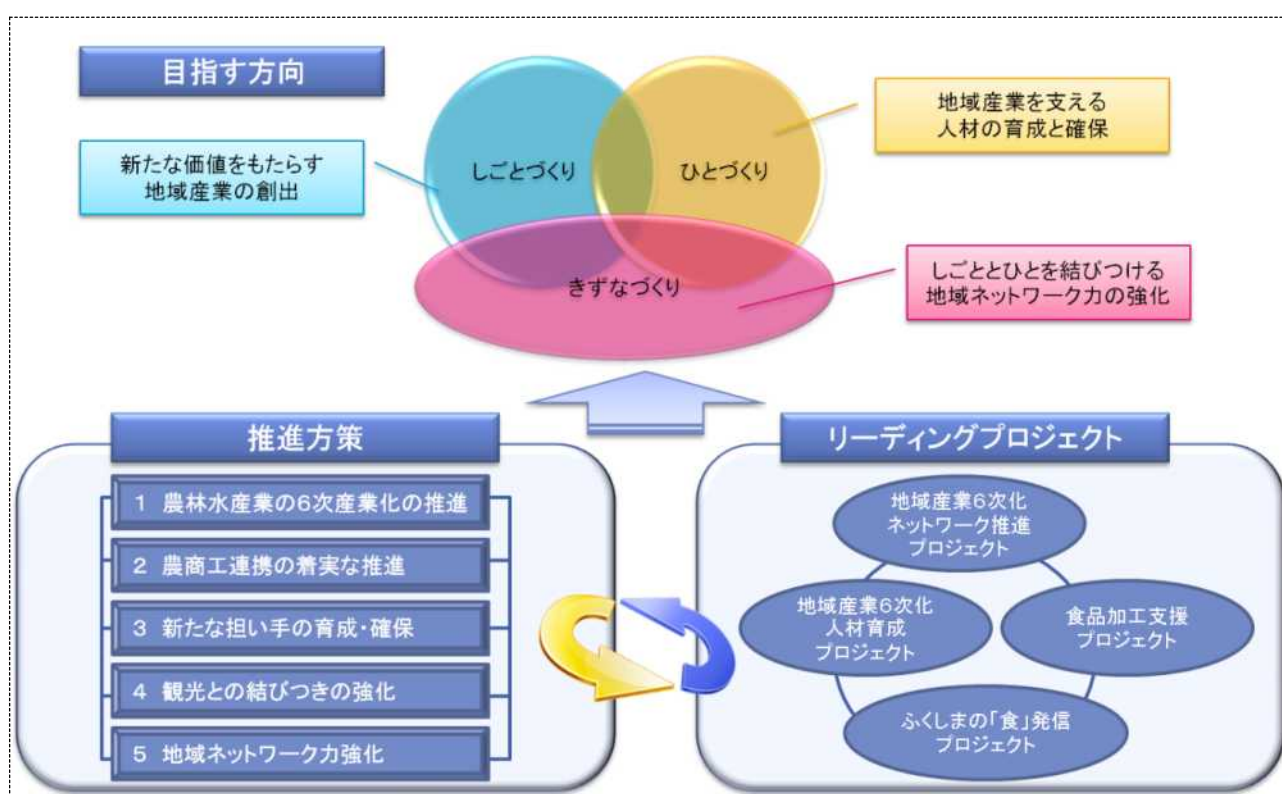 目指す方向
しごとづくり
ひとづくり
きずなづくり
新たな価値をもたらす
地域産業の創出
地域産業を支える
人材の育成と確保
しごととひとを結びつける
地域ネットワーク力の強化
推進方策
1 農林水産業の6次産業化の推進
2 農商工連携の着実な推進
3 新たな担い手の育成・確保
4 観光との結びつきの強化
5 地域ネットワーク力強化
リーディングプロジェクト
地域産業6次化
ネットワーク推進
プロジェクト
地域産業6次化
人材育成
プロジェクト
食品加工支援
プロジェクト
ふくしまの「食」発信
プロジェクト